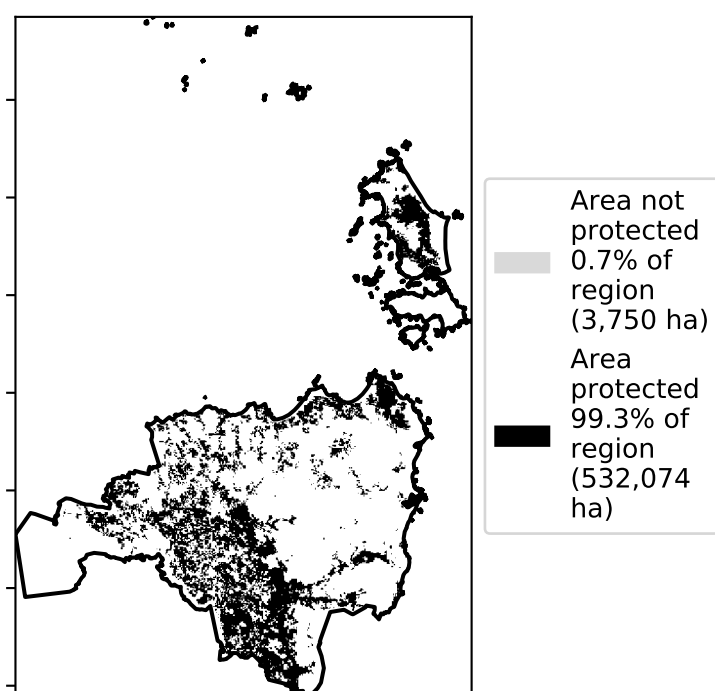 Area not
protected
0.7% of
region
(3,750 ha)
Area
protected
99.3% of
region
(532,074
ha)